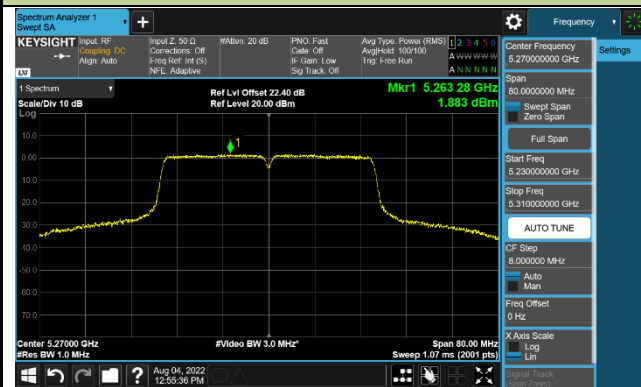 Spectrum Analyzer 1
Swept SA
Frequency
KEYSIGHT
Input: RF
Coupling: DC
Align: Auto
Input Z: 50 Ω
Corrections: Off
Freq Ref: Int (S)
NFE: Adaptive
#Atten: 20 dB
PNO: Fast
Gate: Off
IF Gain: Low
Sig Track: Off
Avg Type: Power (RMS)
Avg|Hold: 100/100
Trig: Free Run
1 2 3 4 5 6
A W W W W W
A N N N N N
LXI
1 Spectrum
Scale/Div 10 dB
Log
Ref Lvl Offset 22.40 dB
Ref Level 20.00 dBm
Mkr1 5.263 28 GHz
1.883 dBm
1
10.0
0.00
10.0
20.0
30.0
40.0
-50.0
60.0
70.0
Center 5.27000 GHz
#Res BW 1.0 MHz
#Video BW 3.0 MHz*
Span 80.00 MHz
Sweep 1.07 ms (2001 pts)
Aug 04, 2022
12:55:36 PM
Center Frequency
5.270000000 GHz
Span
80.0000000 MHz
Swept Span
Zero Span
Full Span
Start Freq
5.230000000 GHz
Stop Freq
5.310000000 GHz
AUTO TUNE
CF Step
8.000000 MHz
Auto
Man
Freq Offset
0 Hz
X Axis Scale
Log
Lin
Signal Track
(Span Zoom)
Settings